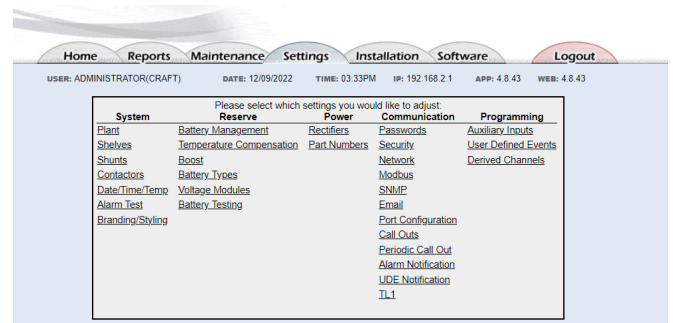 Home Reports Maintenance Settings Installation Software Logout
USER: ADMINISTRATOR(CRAFT) DATE: 12/09/2022 TIME: 03:33PM IP: 192.168.2.1 APP: 4.8.43 WEB: 4.8.43
Please select which settings you would like to adjust:
System Reserve Power Communication Programming
Plant Battery Management Rectifiers Passwords Auxiliary Inputs
Shelves Temperature Compensation Part Numbers Security User Defined Events
Shunts Boost Network Derived Channels
Contactors Battery Types Modbus
Date/Time/Temp Voltage Modules SNMP
Alarm Test Battery Testing Email
Branding/Styling Port Configuration
Call Outs
Periodic Call Out
Alarm Notification
UDE Notification
TL1